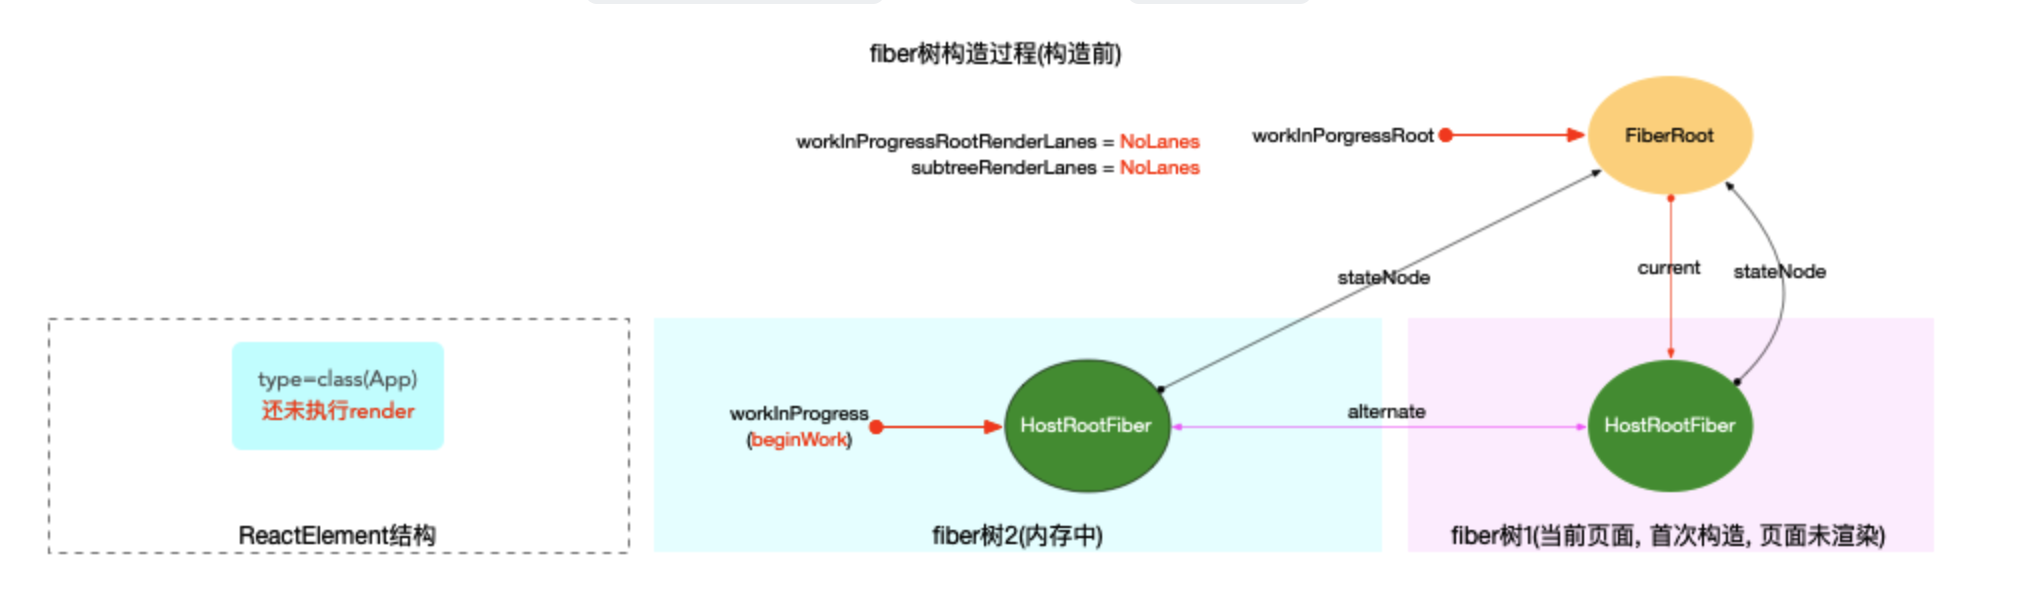 fiber树构造过程(构造前)
workInProgressRootRenderLanes = NoLanes
subtreeRenderLanes = NoLanes
workInPorgressRoot
FiberRoot
stateNode
current
stateNode
type=class(App)
还未执行render
ReactElement结构
workInProgress
(beginWork)
HostRootFiber
alternate
HostRootFiber
fiber树2(内存中)
fiber树1(当前页面, 首次构造, 页面未渲染)